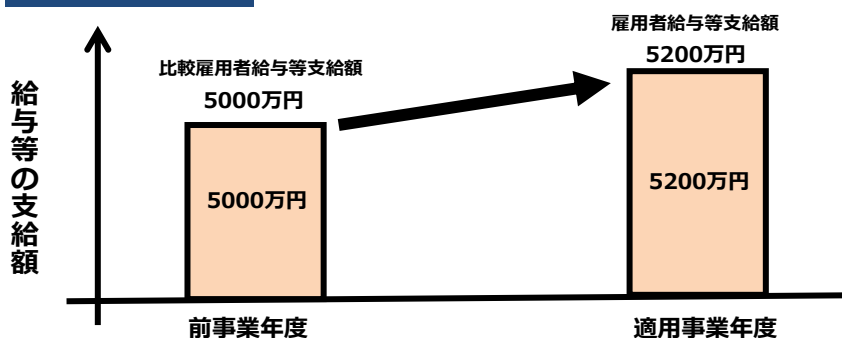 雇用者給与等支給額
5200万円
比較雇用者給与等支給額
5000万円
給与等の支給額
5000万円
5200万円
前事業年度
適用事業年度